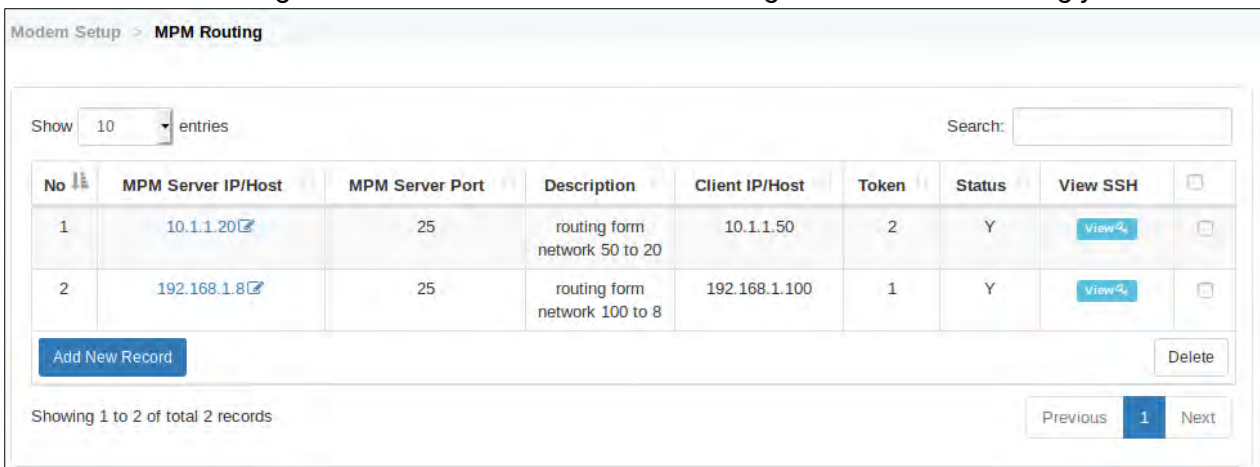 Modem Setup > MPM Routing
Show 10 entries
Search:
No MPM Server IP/Host MPM Server Port Description Client IP/Host Token Status View SSH
1 10.1.1.20 25 routing form 10.1.1.50 2 Y View
network 50 to 20
2 192.168.1.8 25 routing form 192.168.1.100 1 Y View
network 100 to 8
Add New Record Delete
Showing 1 to 2 of total 2 records
Previous 1 Next